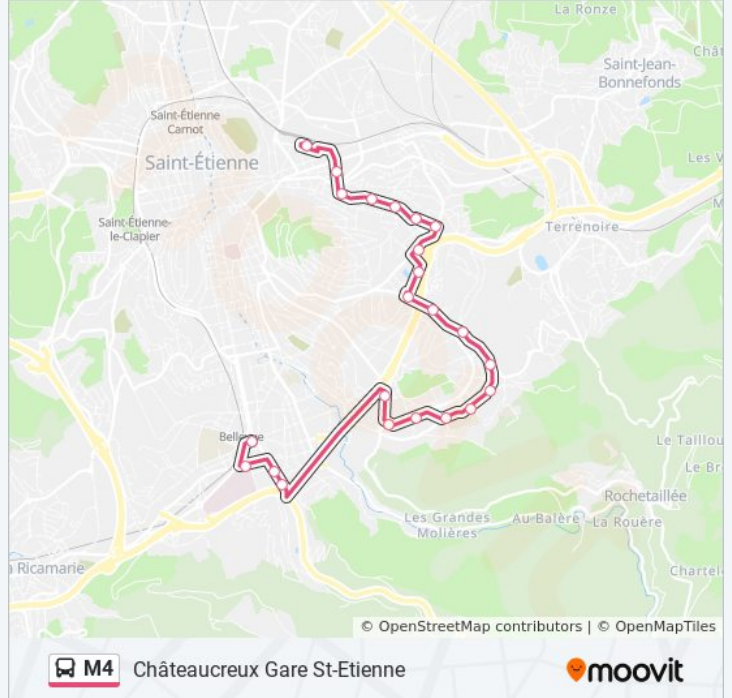 La Ronze
Saint-Jean-
Bonnefonds
Saint-Étienne
Carnot
Saint-Étienne
Les V
Saint-Étienne-
le-Clapier
Terrenoire
Le Taillou
Le Br
Rochetaillée
Les Grandes
Molières
Au Balère
La Rouère
a Ricamarie
Chartel
© OpenStreetMap contributors | © OpenMapTiles
M4 Châteaucreux Gare St-Etienne
moovit